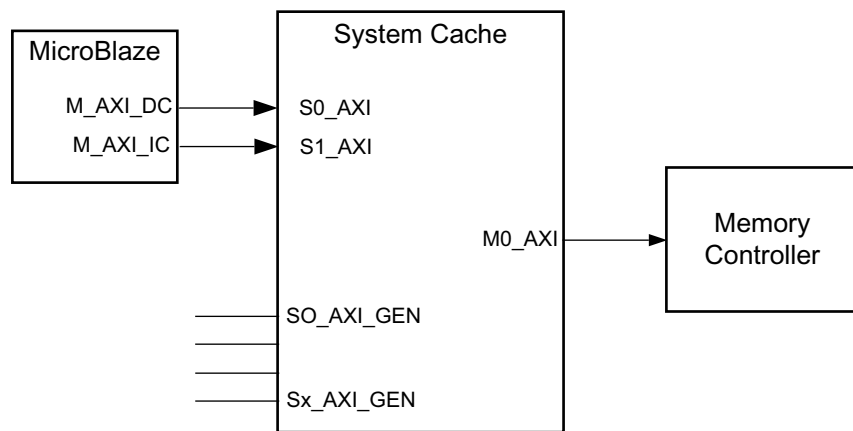 System Cache
MicroBlaze
M_AXI_DC
S0_AXI
M_AXI_IC
S1_AXI
M0_AXI
Memory
Controller
SO_AXI_GEN
Sx_AXI_GEN